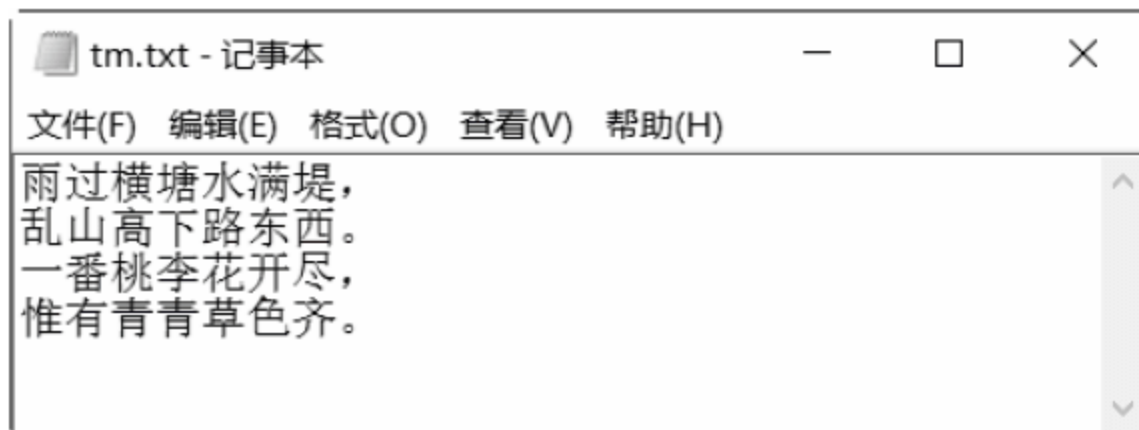 tm.txt - 记事本
文件(F) 编辑(E) 格式(O) 查看(V) 帮助(H)
雨过横塘水满堤，
乱山高下路东西。
一番桃李花开尽，
惟有青青草色齐。